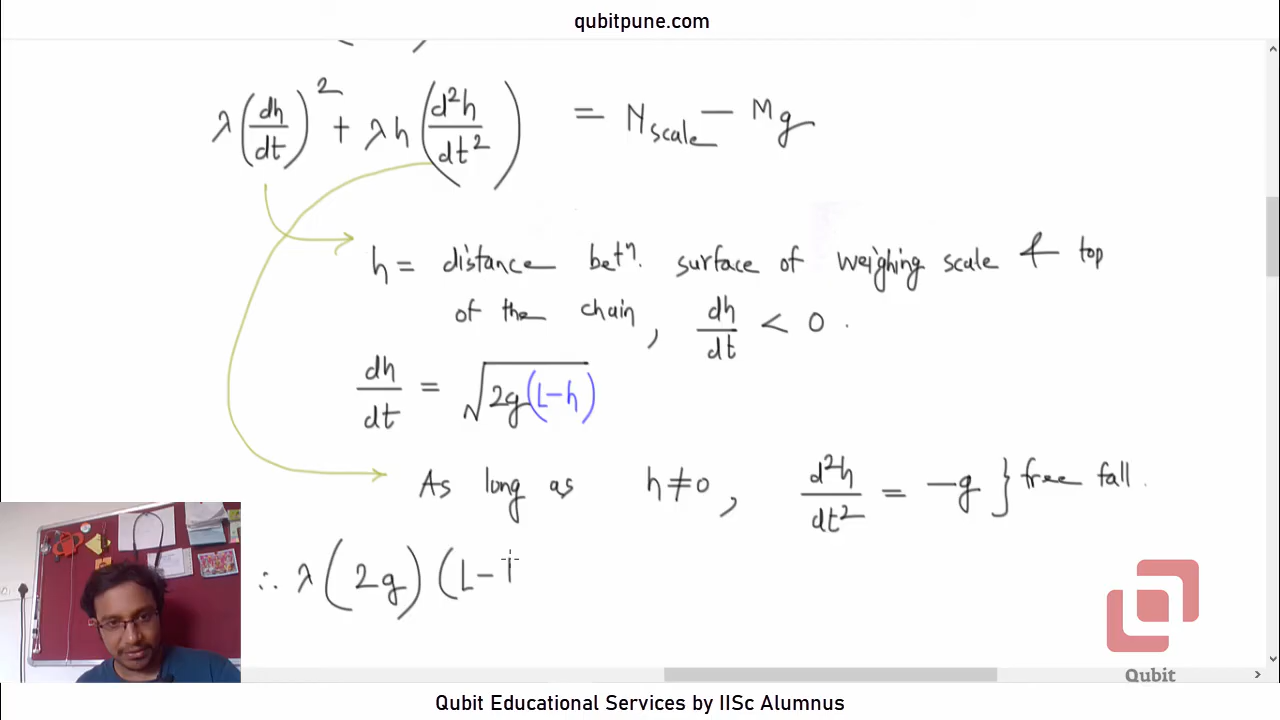 qubitpune.com
λ(dh/dt)² + λh(d²h/dt²) = N_scale − Mg
h = distance betⁿ. surface of weighing scale & top
of the chain, dh/dt < 0.
dh/dt = √(2g(L−h))
As long as h≠0, d²h/dt² = −g } free fall.
∴ λ(2g)(L−
Qubit
Qubit Educational Services by IISc Alumnus